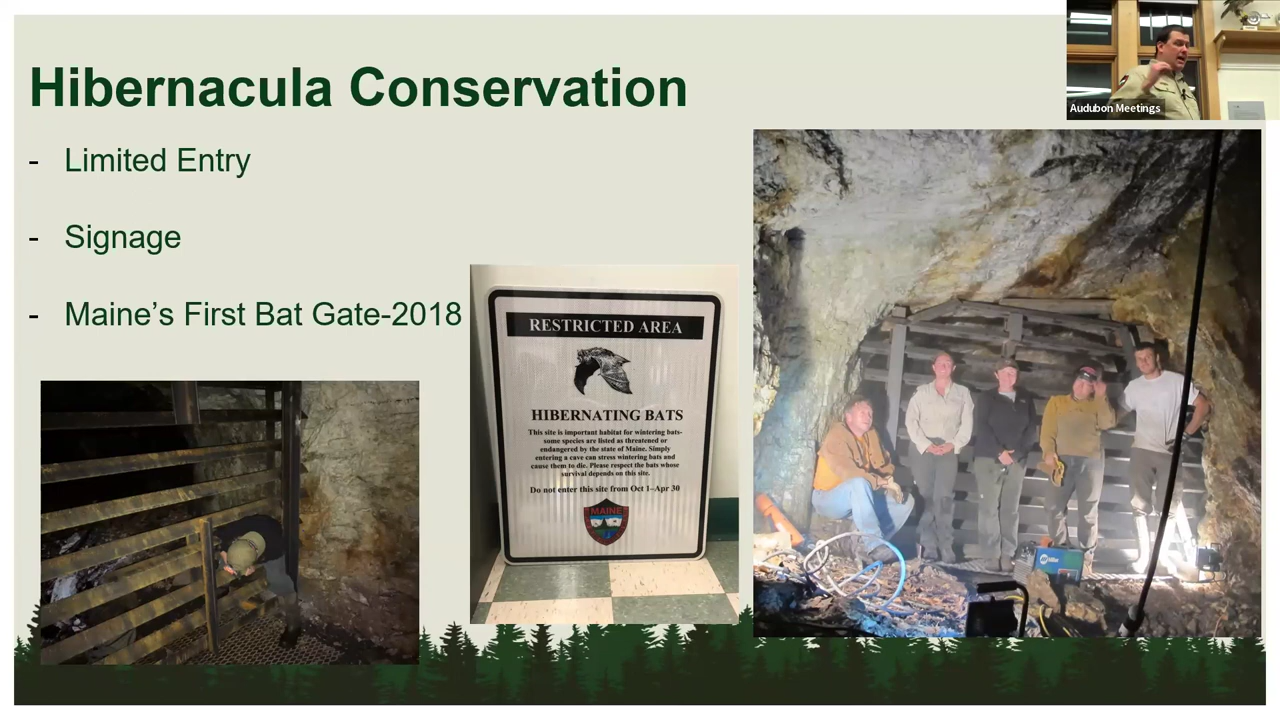 Hibernacula Conservation
Audubon Meetings
- Limited Entry
- Signage
- Maine's First Bat Gate-2018
RESTRICTED AREA
HIBERNATING BATS
This site is important habitat for wintering bats-
some species are listed as threatened or
endangered by the state of Maine. Simply
entering a cave can stress wintering bats and
cause them to die. Please respect the bats whose
survival depends on this site.
Do not enter this site from Oct 1–Apr 30
MAINE
Miller